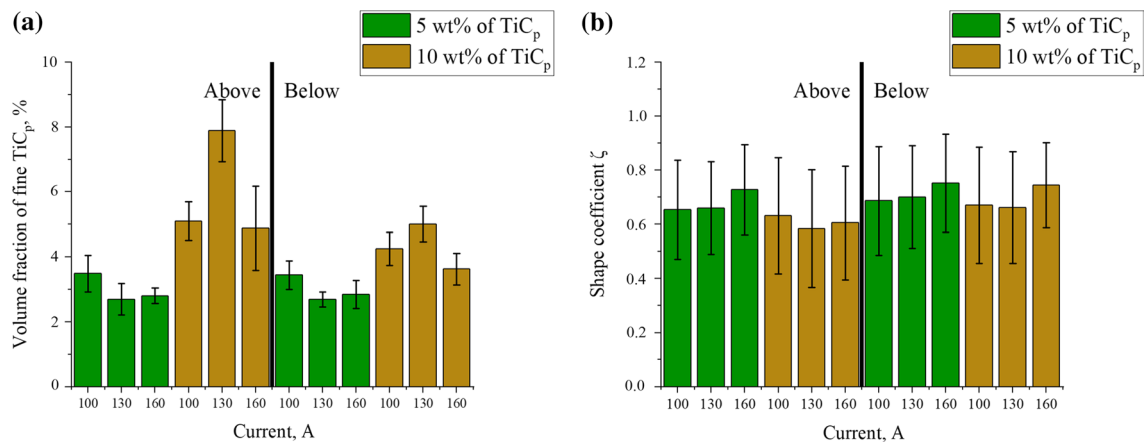 (a)
5 wt% of TiCp
10 wt% of TiCp
Above Below
Volume fraction of fine TiCp, %
10
8
6
4
2
0
100 130 160 100 130 160 100 130 160 100 130 160
Current, A
(b)
5 wt% of TiCp
10 wt% of TiCp
Above Below
Shape coefficient ζ
1.2
1.0
0.8
0.6
0.4
0.2
0.0
100 130 160 100 130 160 100 130 160 100 130 160
Current, A